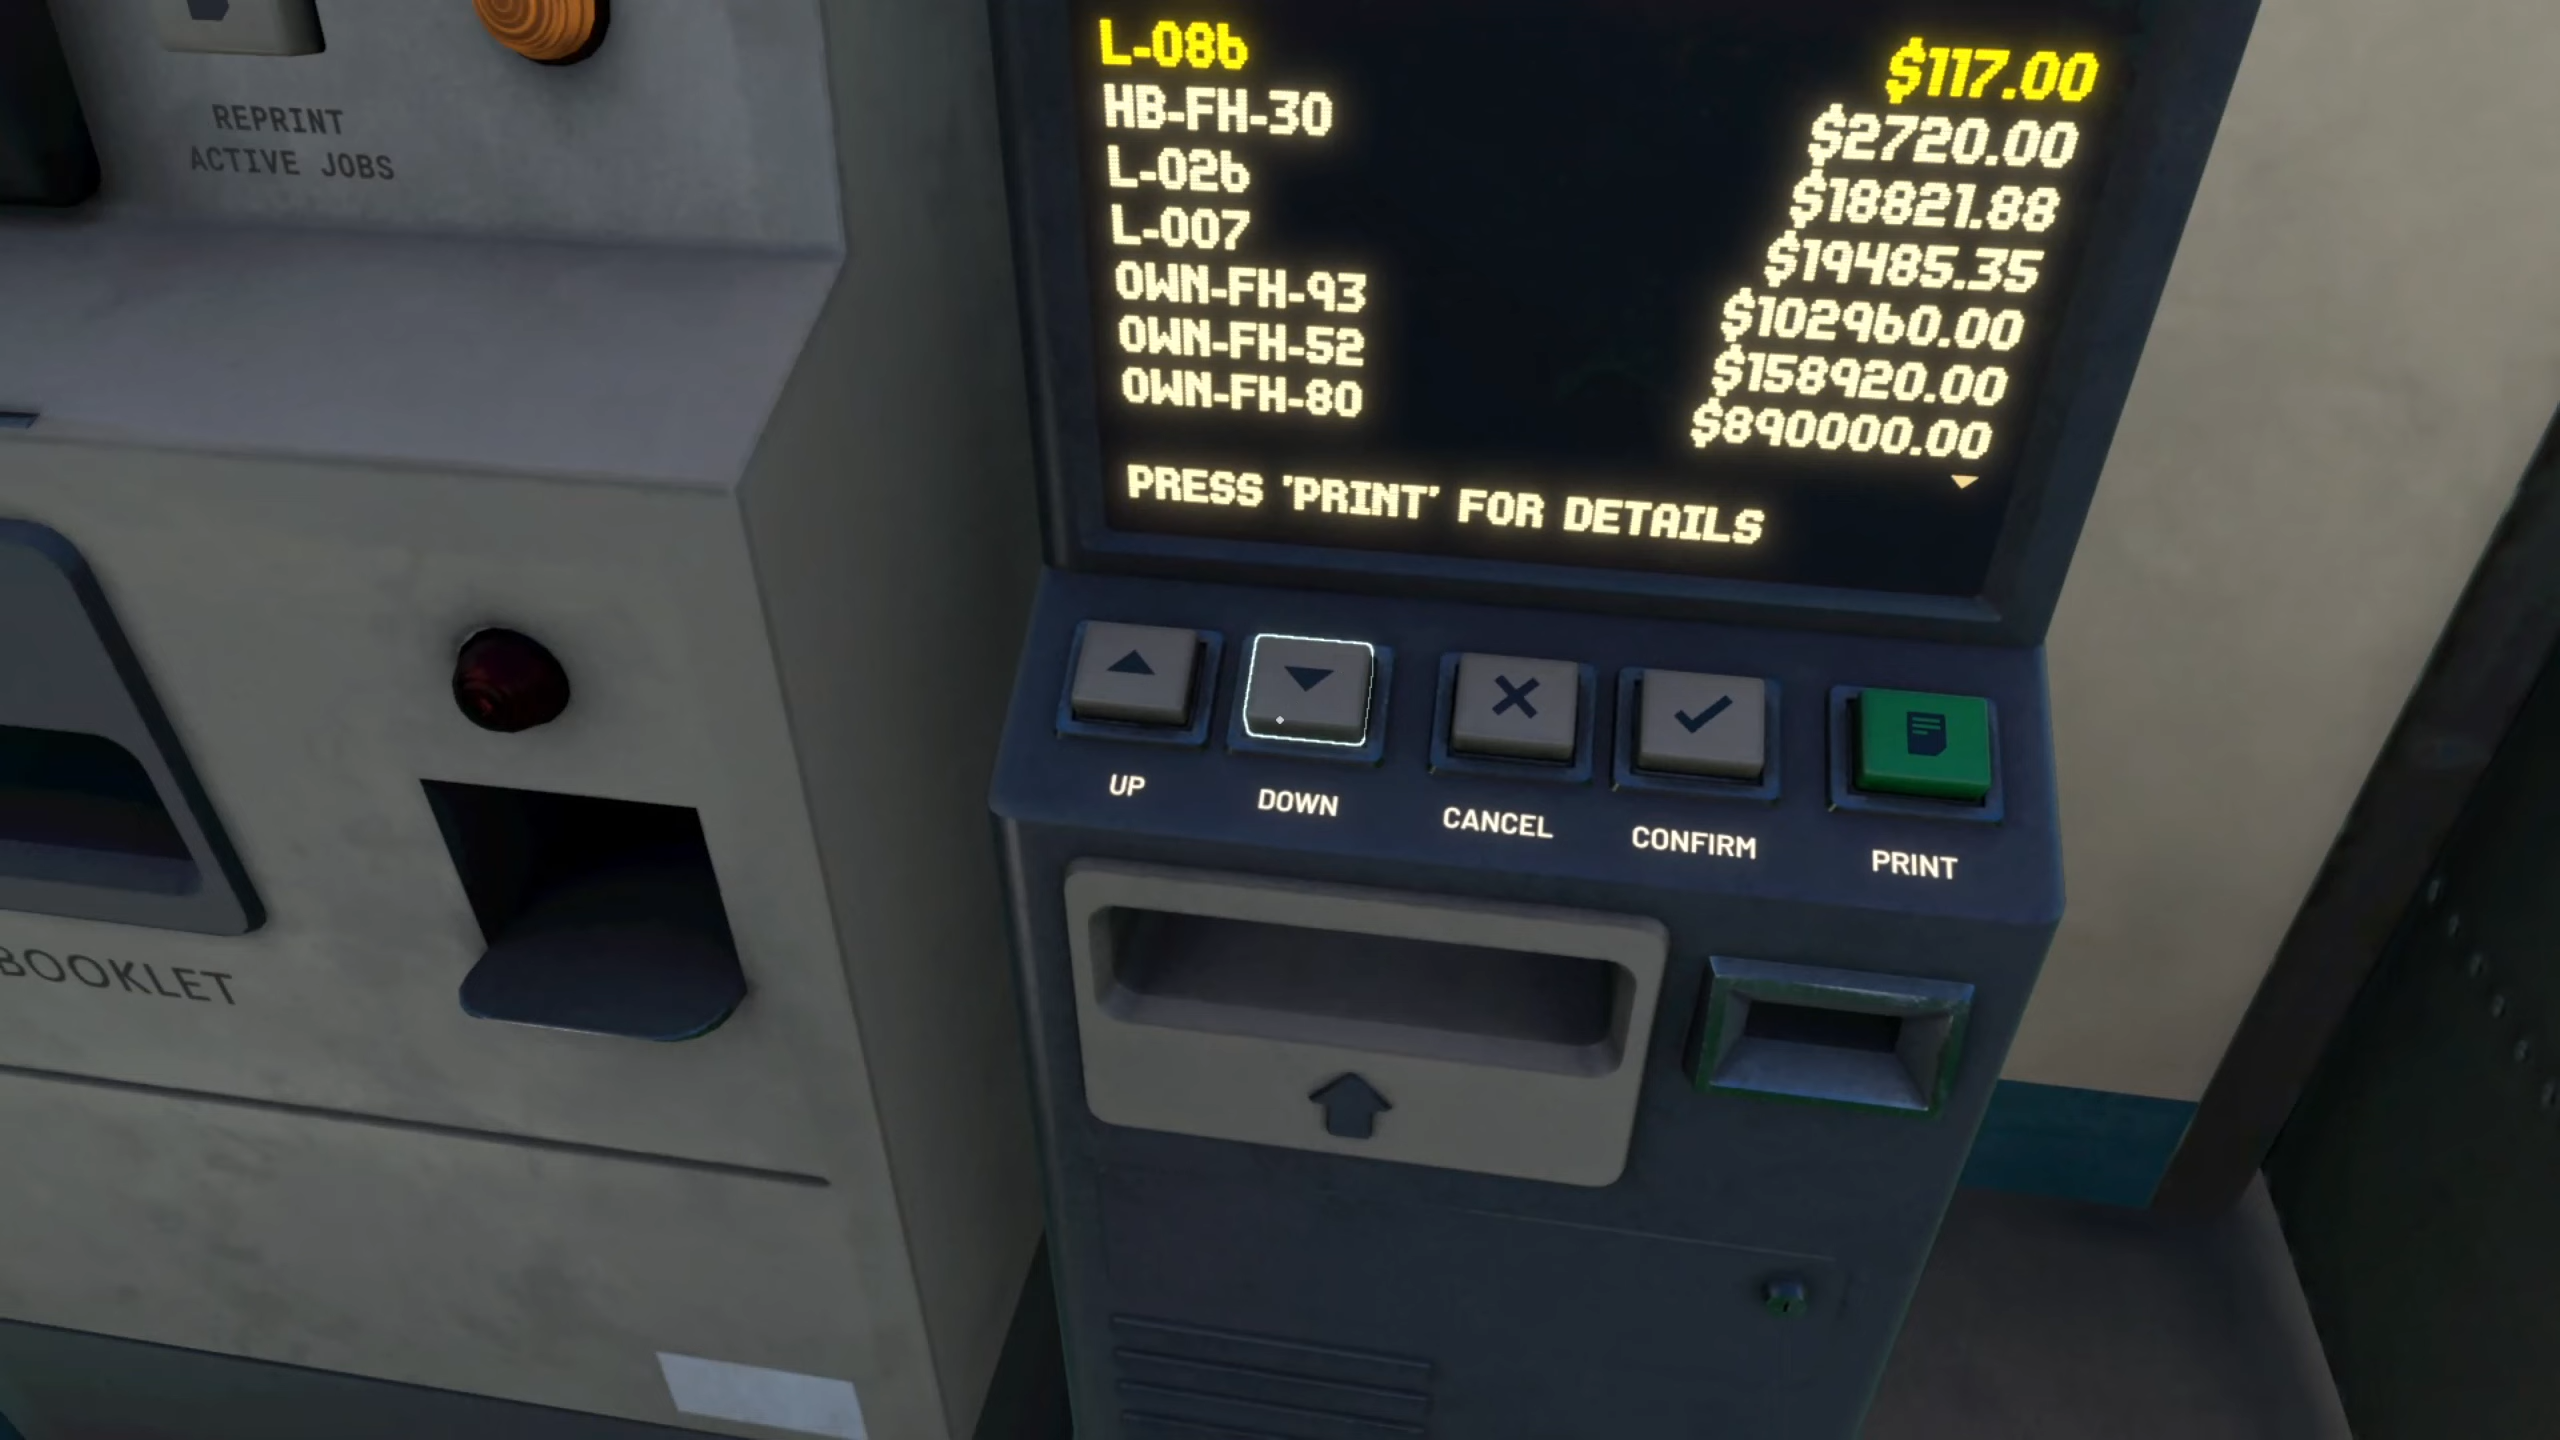 REPRINT
ACTIVE JOBS
BOOKLET
L-086 $117.00
HB-FH-30 $2720.00
L-026 $18821.88
L-007 $19485.35
OWN-FH-93 $102960.00
OWN-FH-52 $158920.00
OWN-FH-80 $890000.00
PRESS 'PRINT' FOR DETAILS
UP
DOWN
CANCEL
CONFIRM
PRINT